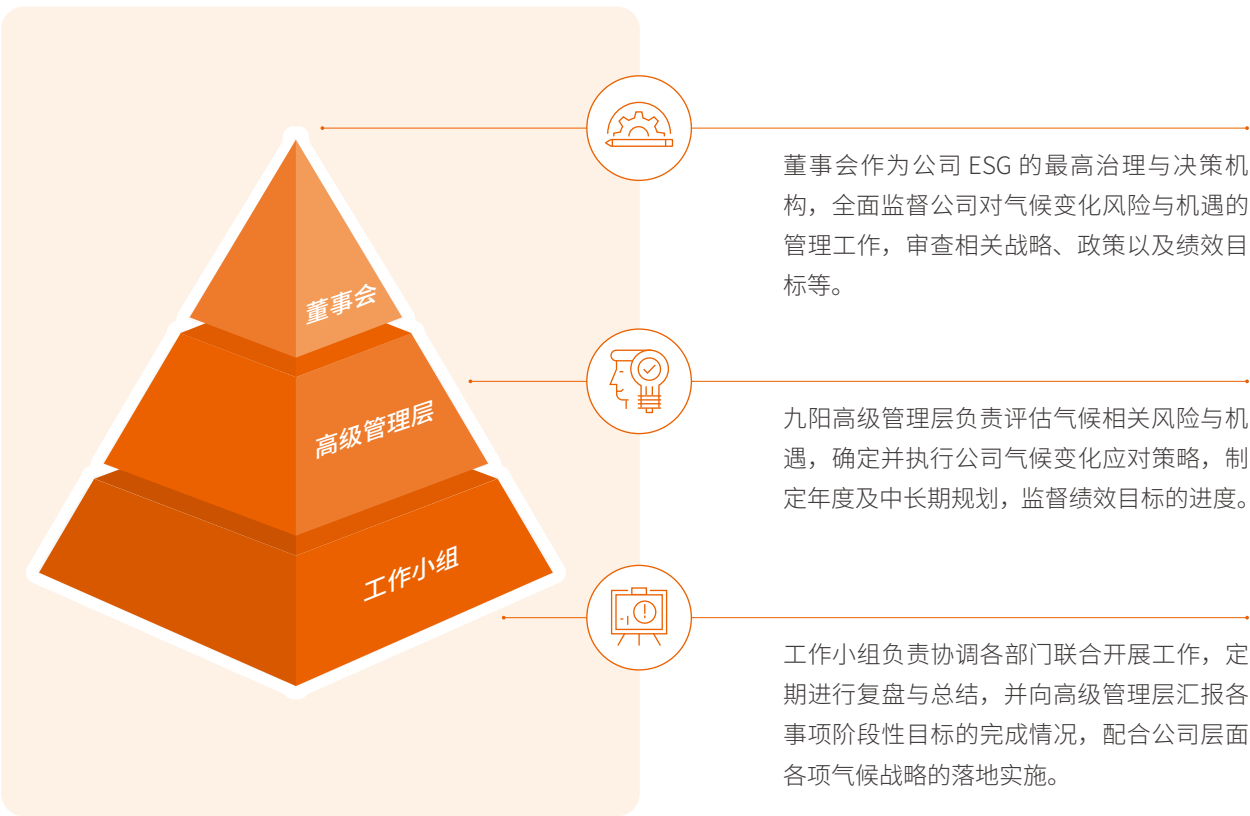 董事会
董事会作为公司 ESG 的最高治理与决策机
构，全面监督公司对气候变化风险与机遇的
管理工作，审查相关战略、政策以及绩效目
标等。
高级管理层
九阳高级管理层负责评估气候相关风险与机
遇，确定并执行公司气候变化应对策略，制
定年度及中长期规划，监督绩效目标的进度。
工作小组
工作小组负责协调各部门联合开展工作，定
期进行复盘与总结，并向高级管理层汇报各
事项阶段性目标的完成情况，配合公司层面
各项气候战略的落地实施。